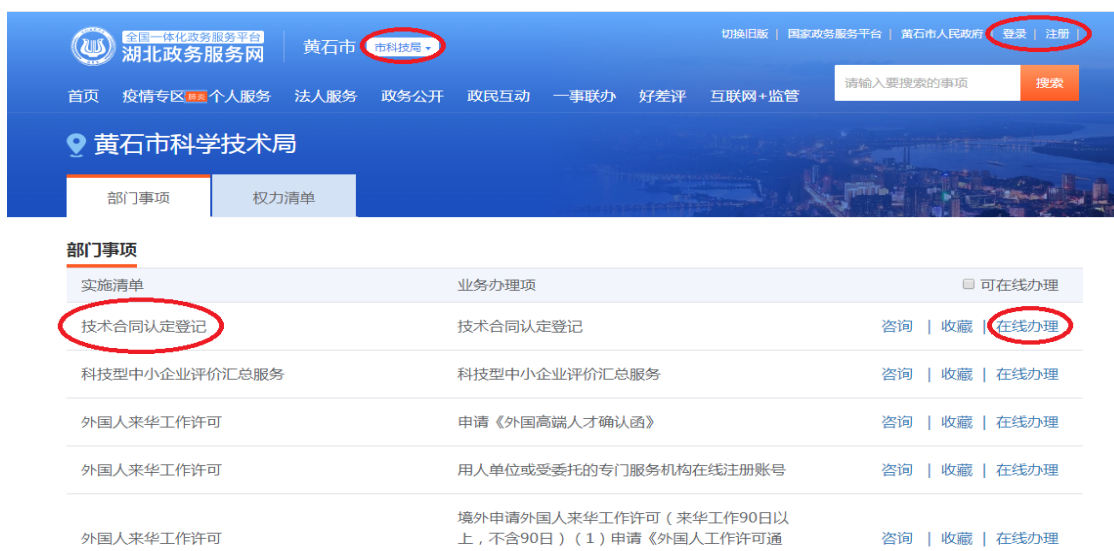 全国一体化政务服务平台
湖北政务服务网
黄石市
市科技局
切换旧版 | 国家政务服务平台 | 黄石市人民政府 | 登录 | 注册 |
请输入要搜索的事项
搜索
首页 疫情专区 肺炎 个人服务 法人服务 政务公开 政民互动 一事联办 好差评 互联网+监管
黄石市科学技术局
部门事项 权力清单
部门事项
实施清单 业务办理项 可在线办理
技术合同认定登记 技术合同认定登记 咨询 | 收藏 | 在线办理
科技型中小企业评价汇总服务 科技型中小企业评价汇总服务 咨询 | 收藏 | 在线办理
外国人来华工作许可 申请《外国高端人才确认函》 咨询 | 收藏 | 在线办理
外国人来华工作许可 用人单位或受委托的专门服务机构在线注册账号 咨询 | 收藏 | 在线办理
境外申请外国人来华工作许可（来华工作90日以
外国人来华工作许可 上，不含90日）（1）申请《外国人工作许可通 咨询 | 收藏 | 在线办理